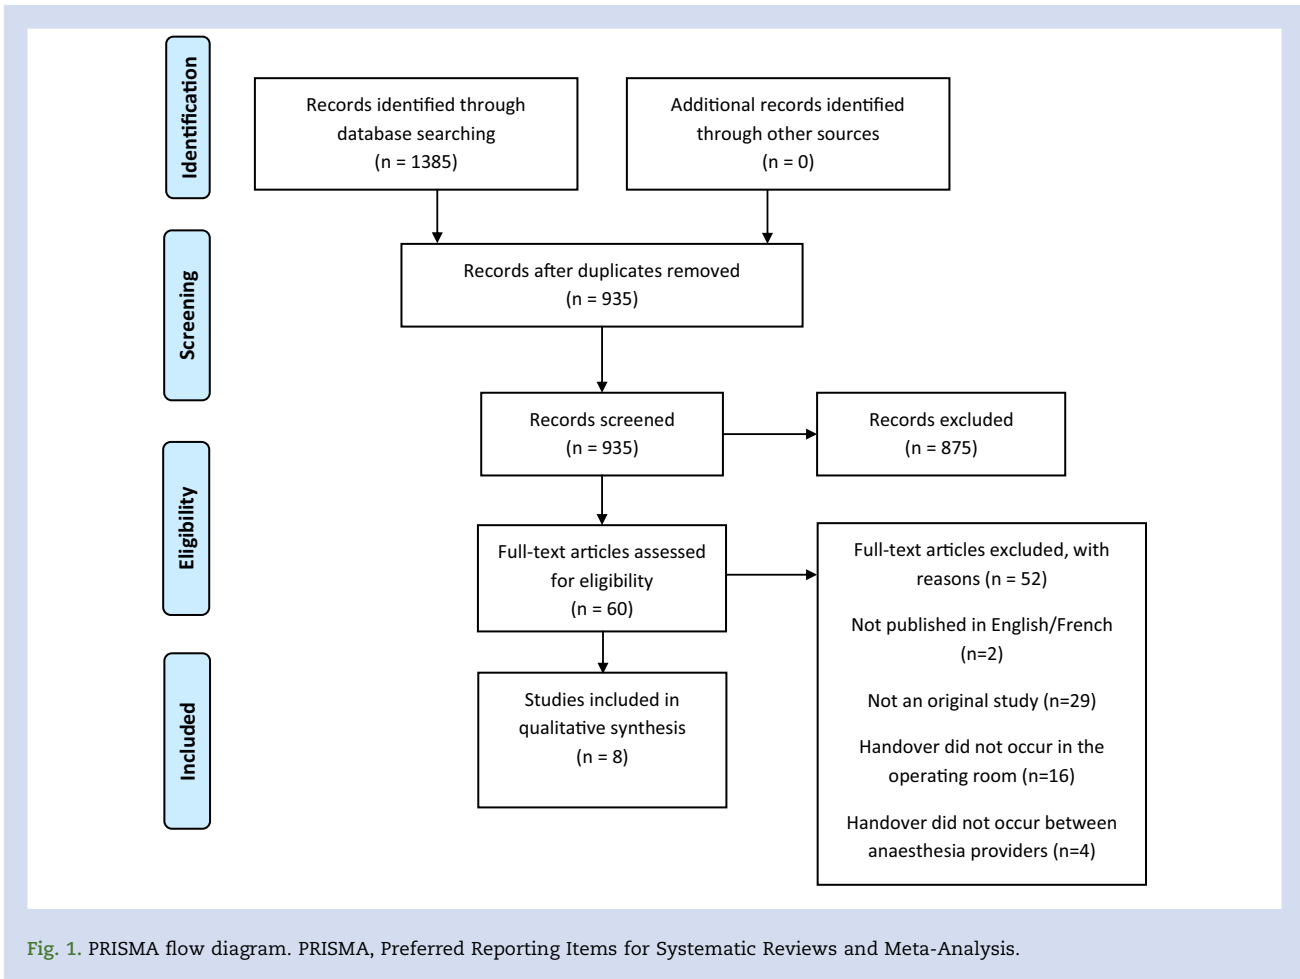 Identification
Records identified through
database searching
(n = 1385)
Additional records identified
through other sources
(n = 0)
Screening
Records after duplicates removed
(n = 935)
Records screened
(n = 935)
Records excluded
(n = 875)
Eligibility
Full-text articles assessed
for eligibility
(n = 60)
Full-text articles excluded, with
reasons (n = 52)
Not published in English/French
(n=2)
Not an original study (n=29)
Handover did not occur in the
operating room (n=16)
Handover did not occur between
anaesthesia providers (n=4)
Included
Studies included in
qualitative synthesis
(n = 8)
Fig. 1. PRISMA flow diagram. PRISMA, Preferred Reporting Items for Systematic Reviews and Meta-Analysis.